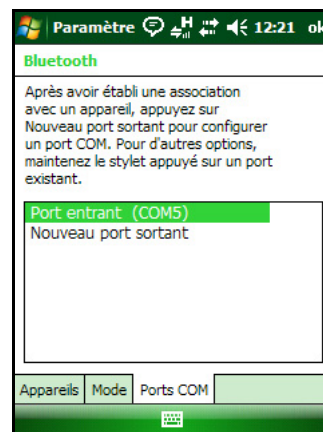 Paramètre H 12:21 ok
Bluetooth
Après avoir établi une association
avec un appareil, appuyez sur
Nouveau port sortant pour configurer
un port COM. Pour d'autres options,
maintenez le stylet appuyé sur un port
existant.
Port entrant (COM5)
Nouveau port sortant
Appareils Mode Ports COM